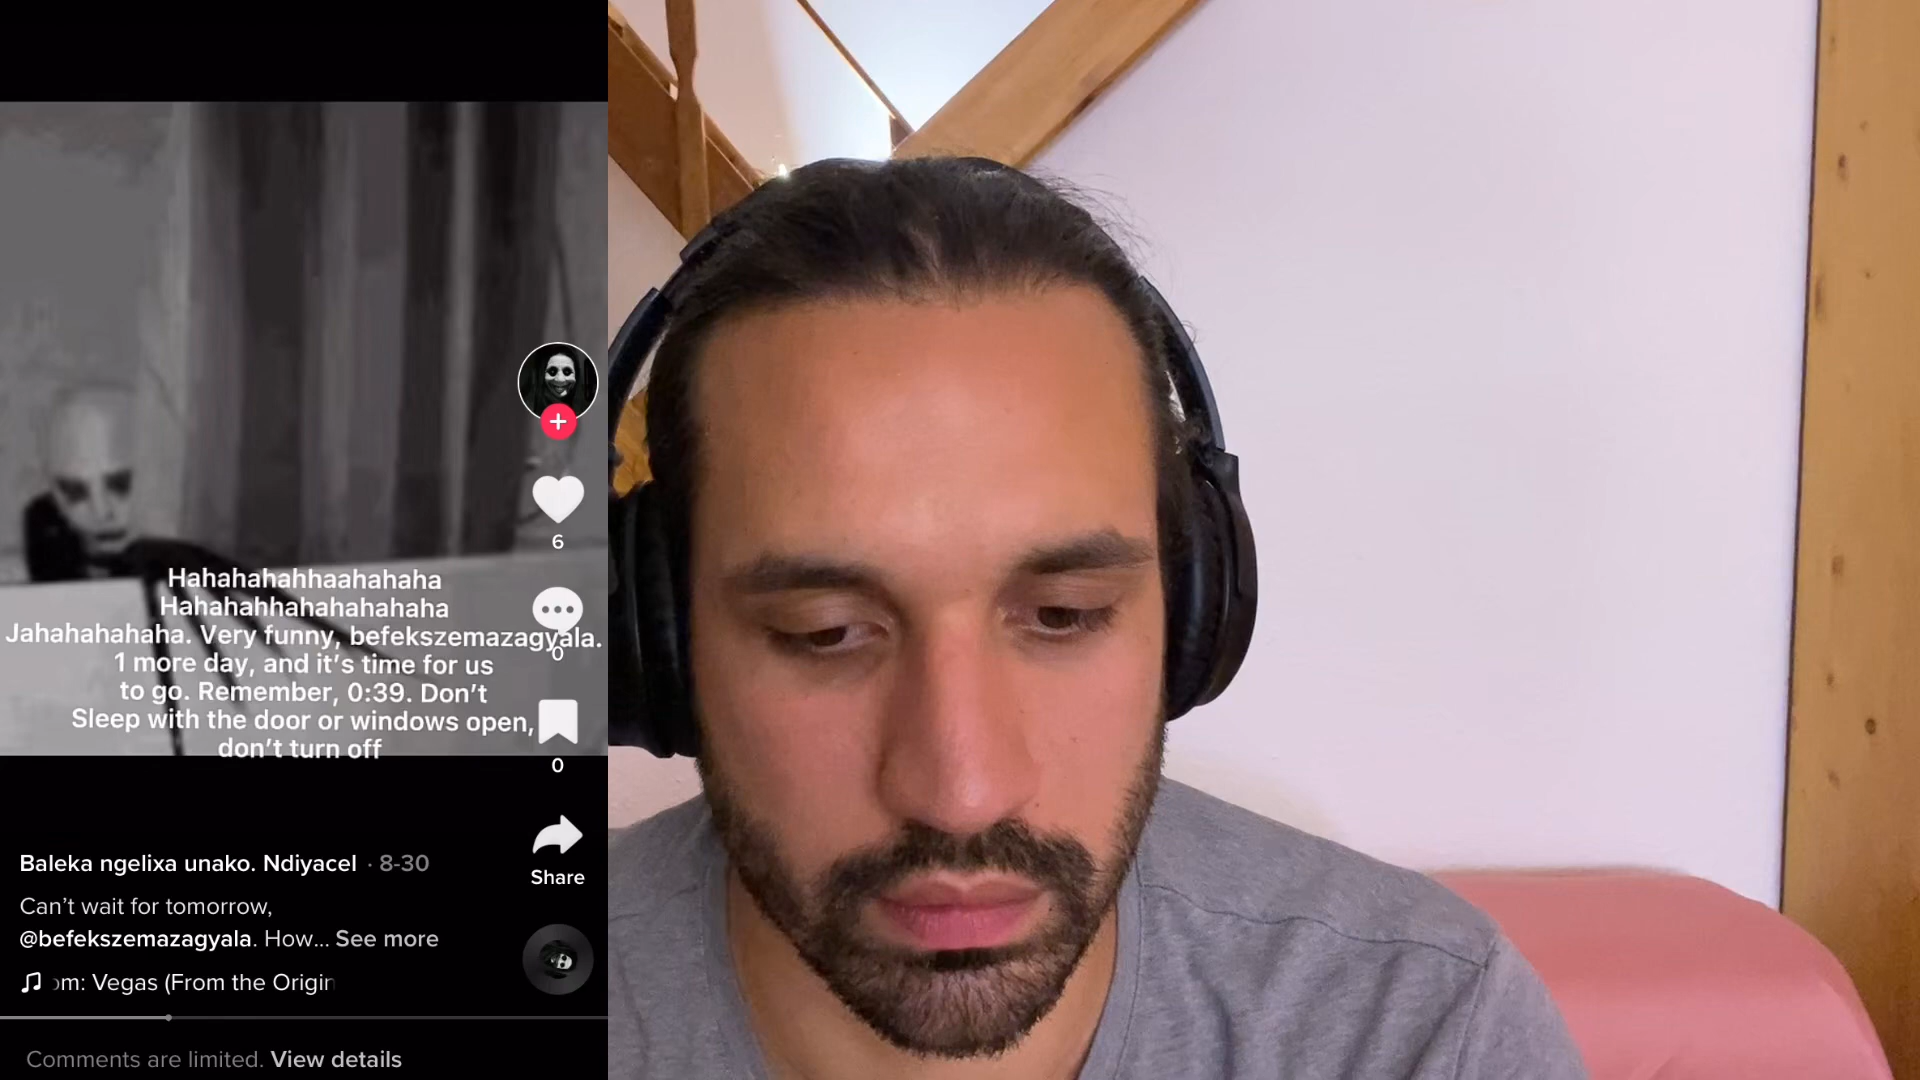 Hahahahahhaahahaha
Hahahahhahahahahaha
Jahahahahaha. Very funny, befekszemazagyala.
1 more day, and it's time for us
to go. Remember, 0:39. Don't
Sleep with the door or windows open,
don't turn off
6
0
0
Share
Baleka ngelixa unako. Ndiyacel · 8-30
Can't wait for tomorrow,
@befekszemazagyala. How... See more
om: Vegas (From the Origin
Comments are limited. View details